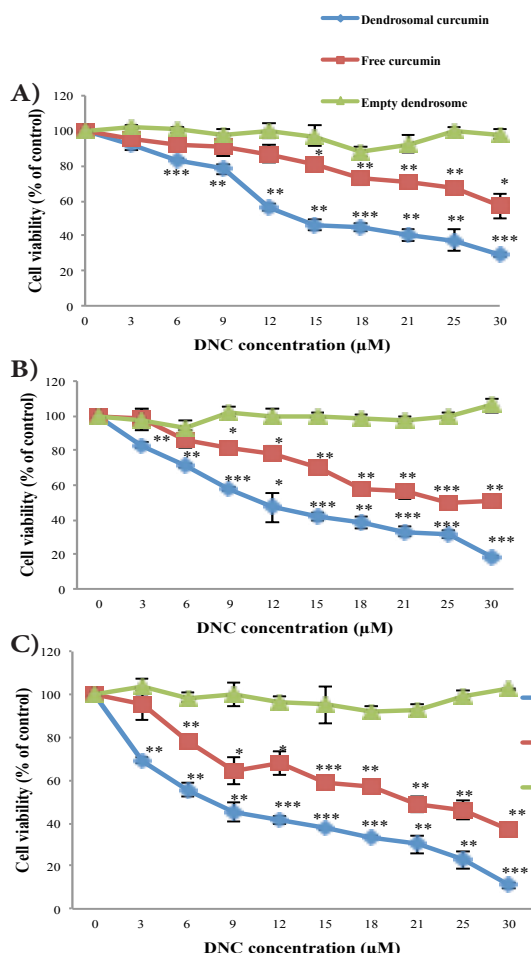 Dendrosomal curcumin
Free curcumin
Empty dendrosome
A)
Cell viability (% of control)
120
100
80
60
40
20
0
*** ** ** ** *** ** ** ***
* ** ** ** *
0 3 6 9 12 15 18 21 25 30
DNC concentration (µM)
B)
Cell viability (% of control)
120
100
80
60
40
20
0
* * ** ** ** *** **
** ** *** * *** ** *** *** ***
0 3 6 9 12 15 18 21 25 30
DNC concentration (µM)
C)
Cell viability (% of control)
120
100
80
60
40
20
0
** * * *** ** ** ** **
** ** ** *** *** *** ** ** ***
0 3 6 9 12 15 18 21 25 30
DNC concentration (µM)